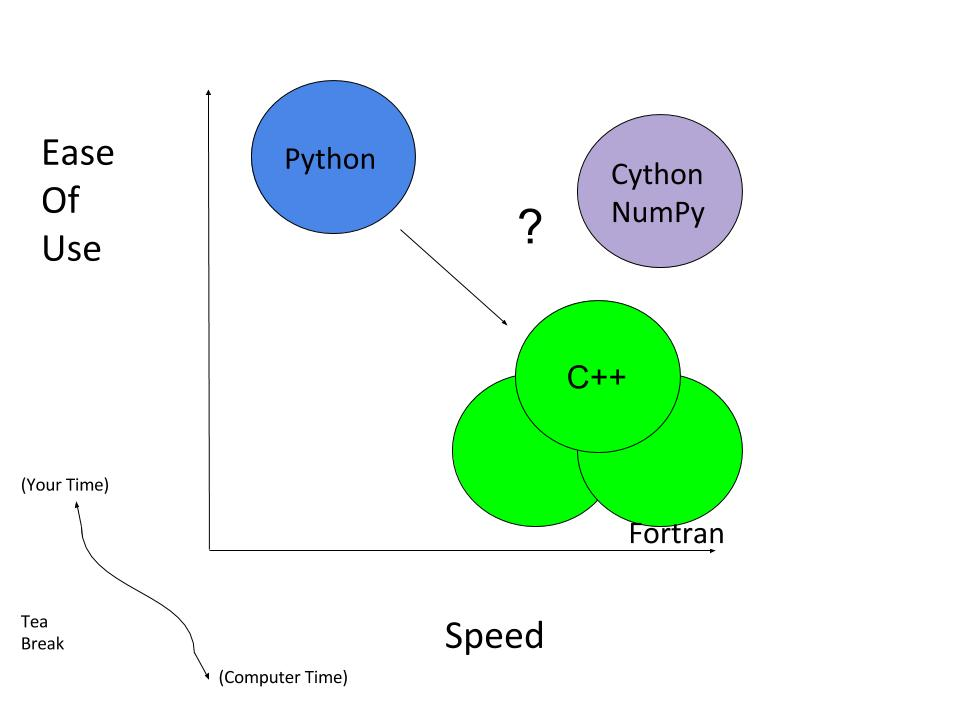 Ease
Of
Use
Python
Cython
NumPy
?
C++
Fortran
(Your Time)
Tea
Break
Speed
(Computer Time)